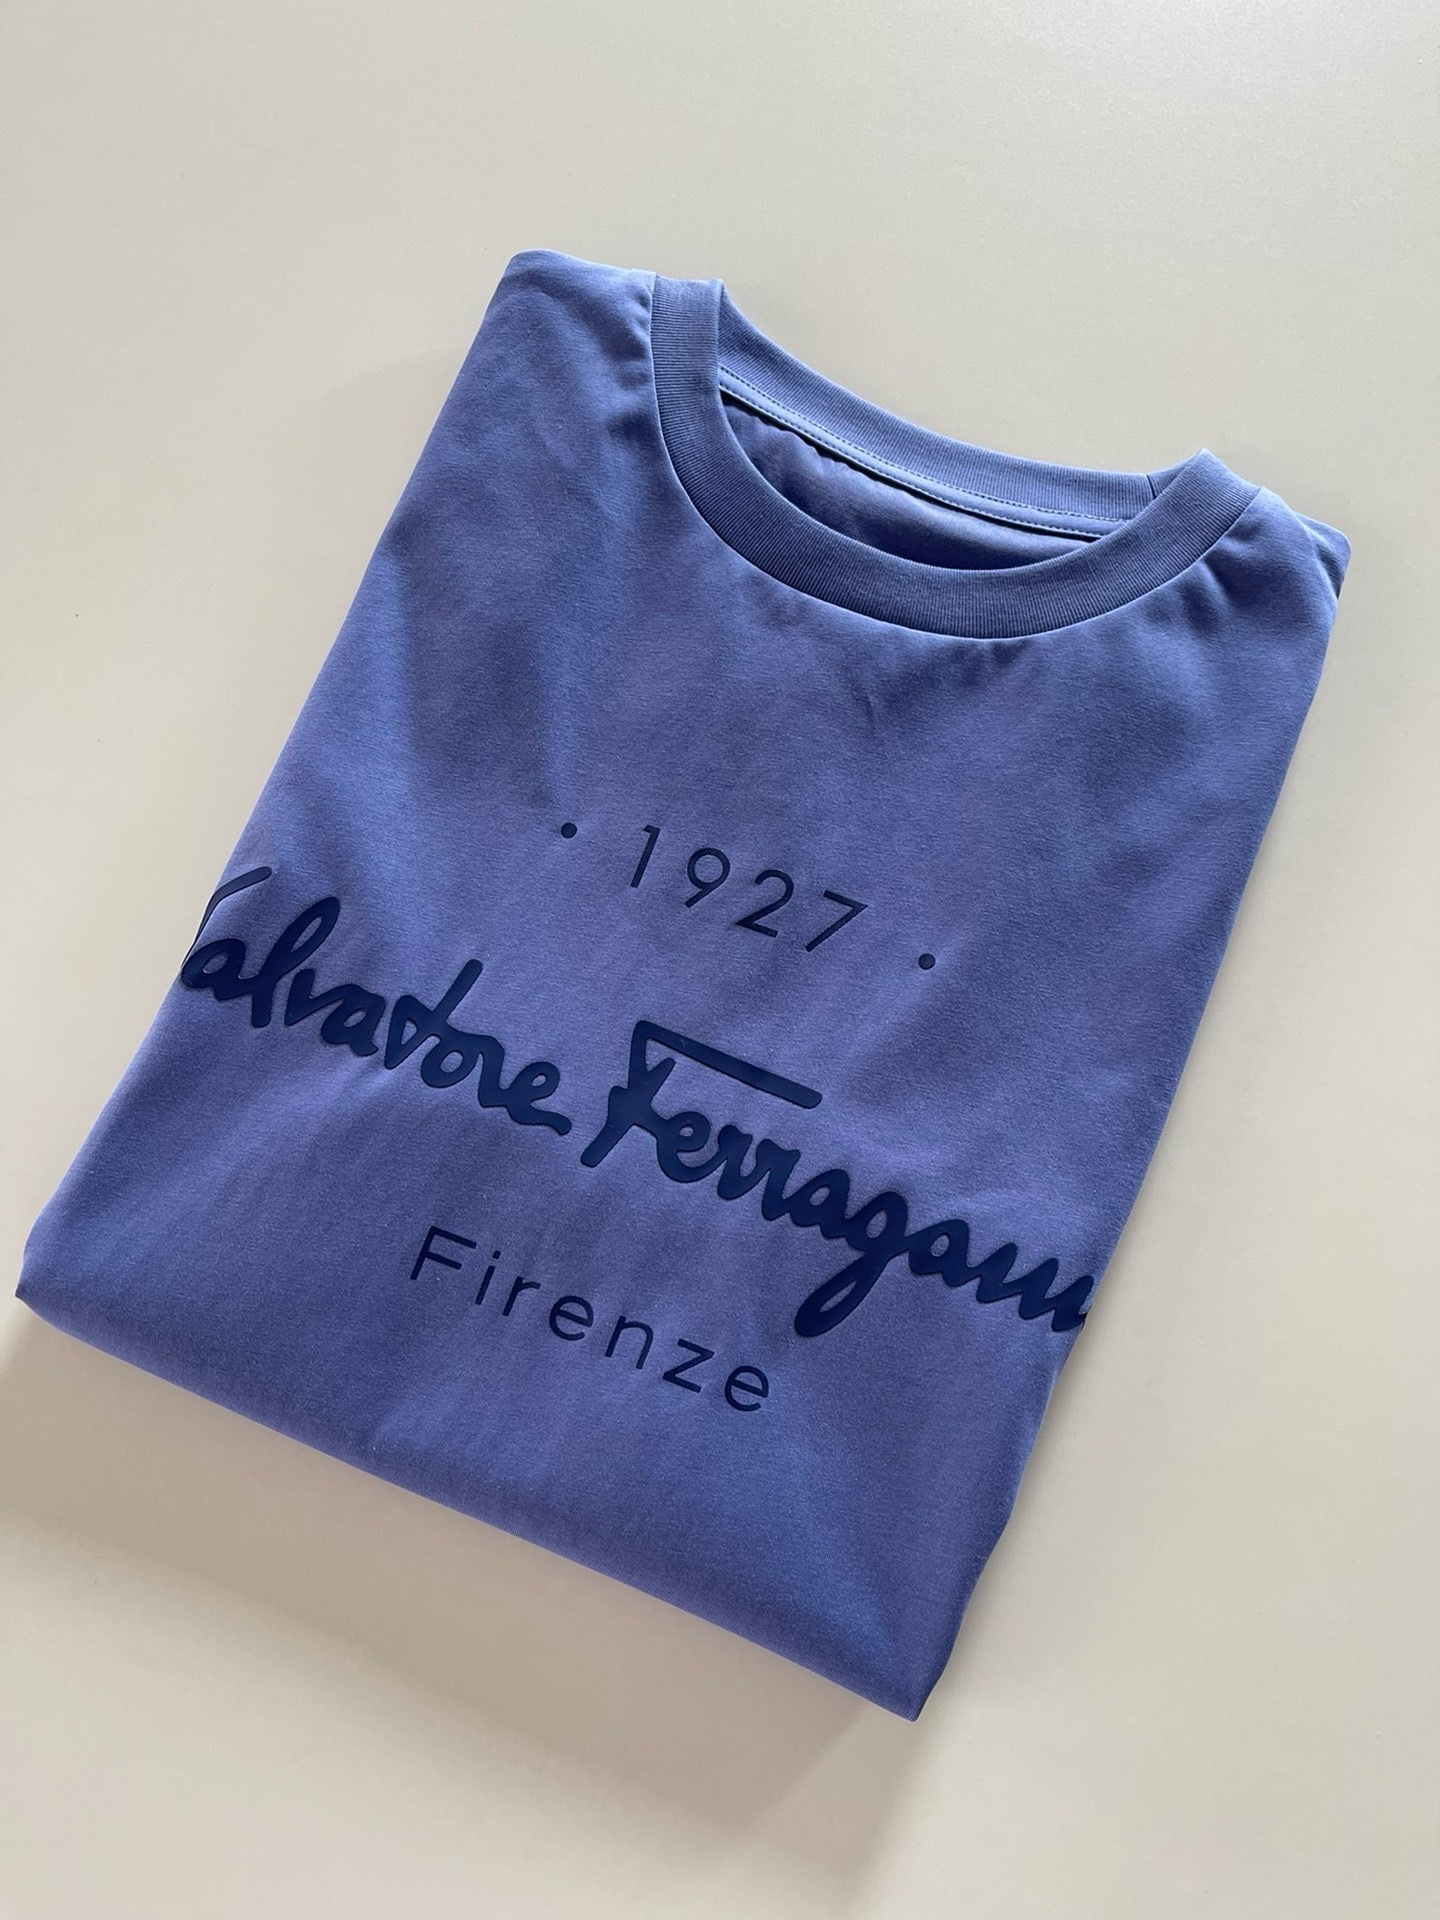 · 1927 ·
Salvatore Ferragamo
Firenze